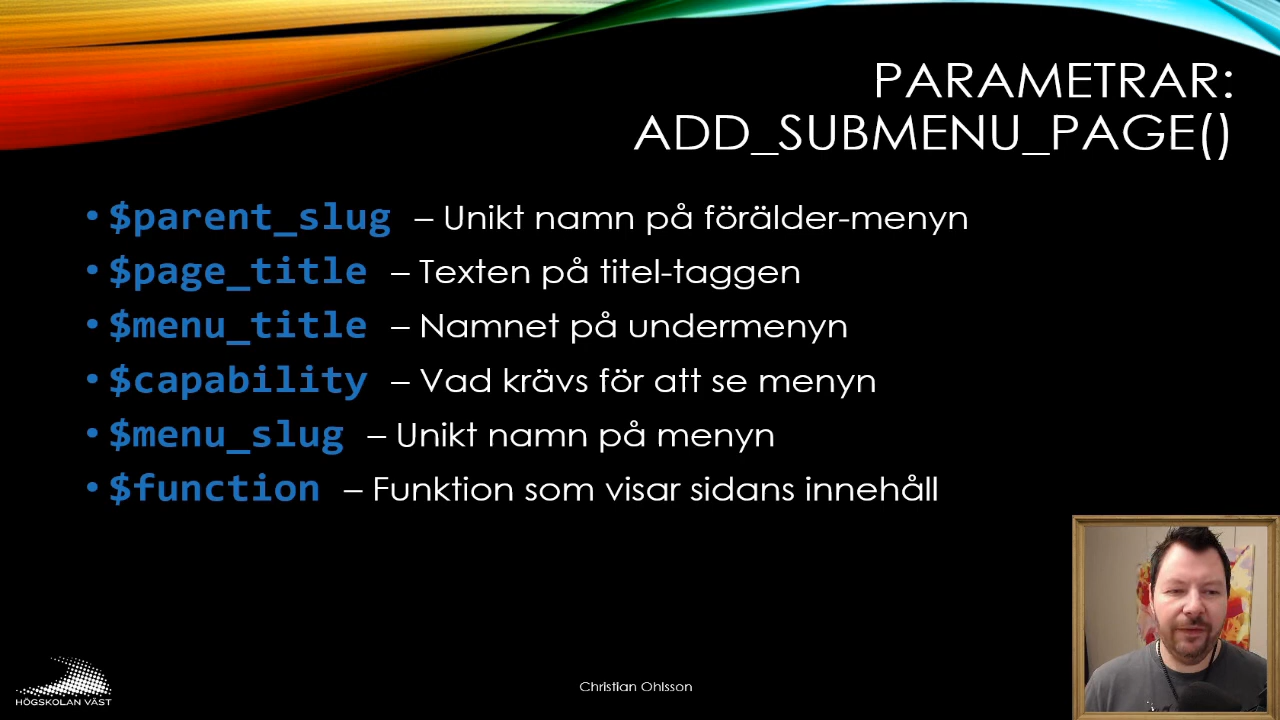 PARAMETRAR:
ADD_SUBMENU_PAGE()
• $parent_slug – Unikt namn på förälder-menyn
• $page_title – Texten på titel-taggen
• $menu_title – Namnet på undermenyn
• $capability – Vad krävs för att se menyn
• $menu_slug – Unikt namn på menyn
• $function – Funktion som visar sidans innehåll
HÖGSKOLAN VÄST
Christian Ohlsson